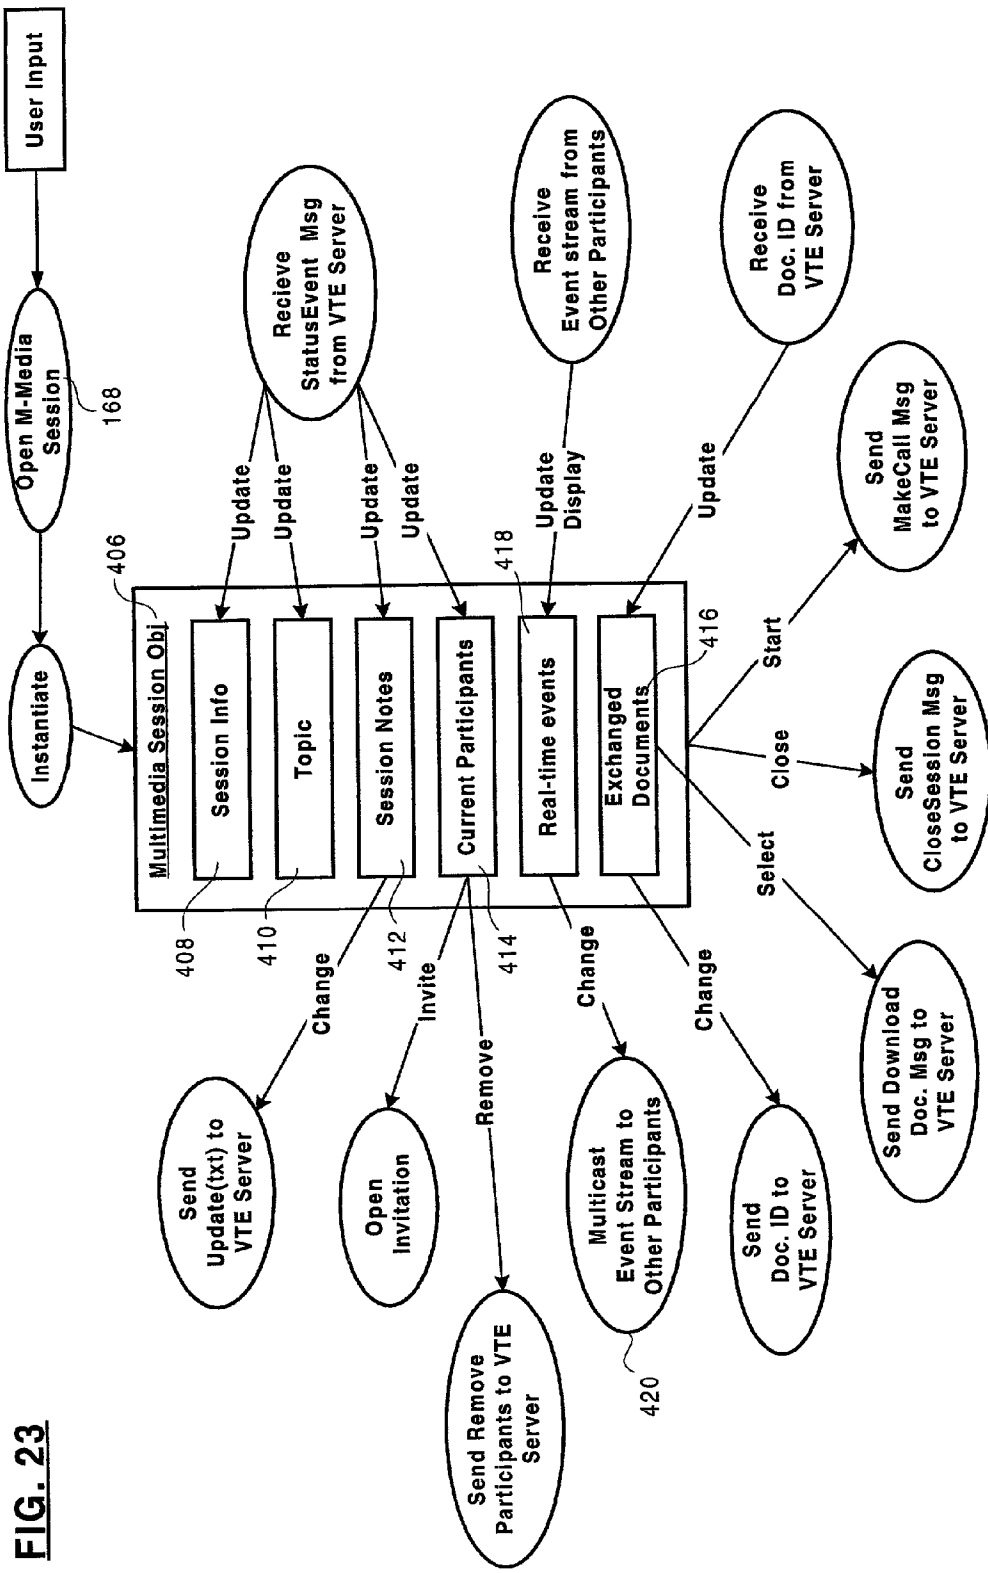 FIG. 23
User Input
Open M-Media
Session
168
Instantiate
406
Multimedia Session Obj
Session Info
408
Topic
410
Session Notes
412
Current Participants
414
Real-time events
418
Exchanged
Documents
416
Recieve
StatusEvent Msg
from VTE Server
Update
Update
Update
Update
Receive
Event stream from
Other Participants
Update
Display
Receive
Doc. ID from
VTE Server
Update
Change
Send
Update(txt) to
VTE Server
Invite
Open
Invitation
Remove
Send Remove
Participants to VTE
Server
Change
Multicast
Event Stream to
Other Participants
420
Change
Send
Doc. ID to
VTE Server
Select
Send Download
Doc. Msg to
VTE Server
Close
Send
CloseSession Msg
to VTE Server
Start
Send
MakeCall Msg
to VTE Server